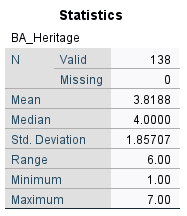 Statistics
BA_Heritage
N Valid 138
Missing 0
Mean 3.8188
Median 4.0000
Std. Deviation 1.85707
Range 6.00
Minimum 1.00
Maximum 7.00